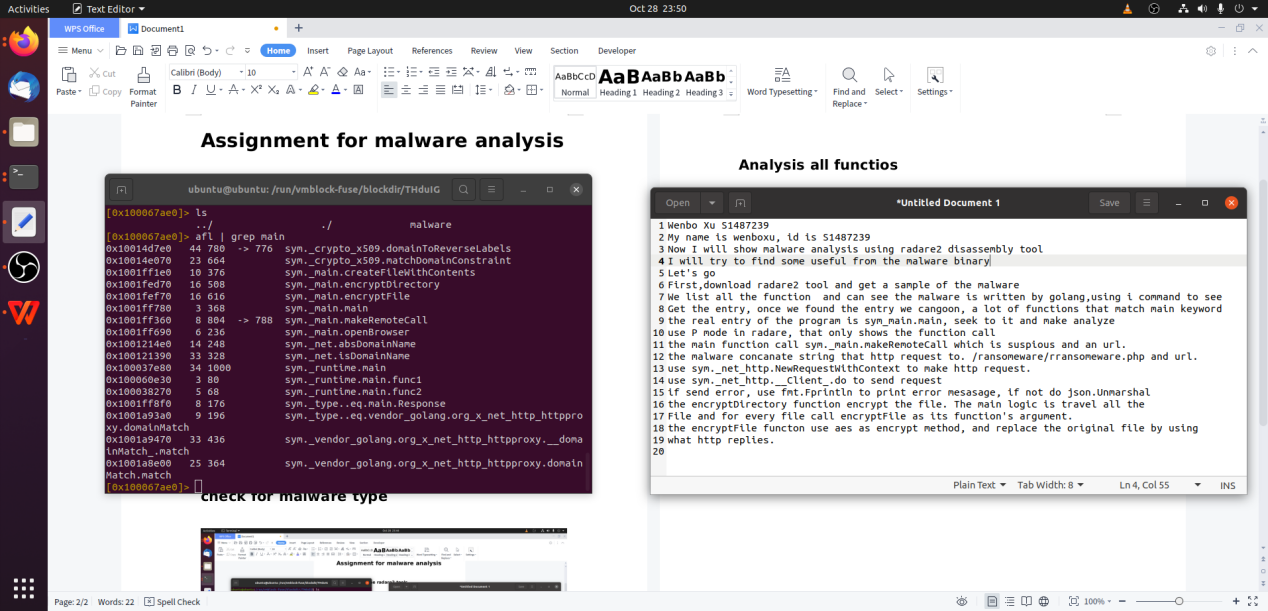 Activities
Text Editor
Oct 28 23:50
WPS Office
Document1
Menu
Home
Insert
Page Layout
References
Review
View
Section
Developer
Paste
Cut
Copy
Format
Painter
Calibri (Body)
10
AaBbCcD
Normal
AaB
Heading 1
AaBb
Heading 2
AaBb
Heading 3
Word Typesetting
Find and
Replace
Select
Settings
Assignment for malware analysis
Analysis all functios
ubuntu@ubuntu: /run/vmblock-fuse/blockdir/THduIG
[0x100067ae0]> ls
../ ./ malware
[0x100067ae0]> afl | grep main
0x10014d7e0 44 780 -> 776 sym._crypto_x509.domainToReverseLabels
0x10014e070 23 664 sym._crypto_x509.matchDomainConstraint
0x1001ff1e0 10 376 sym._main.createFileWithContents
0x1001ffed70 16 508 sym._main.encryptDirectory
0x1001fef70 16 616 sym._main.encryptFile
0x1001ff780 3 368 sym._main.main
0x1001ff360 8 804 -> 788 sym._main.makeRemoteCall
0x1001ff690 6 236 sym._main.openBrowser
0x1001214e0 14 248 sym._net.absDomainName
0x100121390 33 328 sym._net.isDomainName
0x100037e80 34 1000 sym._runtime.main
0x100060e30 3 80 sym._runtime.main.func1
0x100038270 5 68 sym._runtime.main.func2
0x1001ff8f0 8 176 sym._type..eq.main.Response
0x1001a93a0 9 196 sym._type..eq.vendor_golang.org_x_net_http_httppro
xy.domainMatch
0x1001a9470 33 436 sym._vendor_golang.org_x_net_http_httpproxy.__doma
inMatch_.match
0x1001a8e00 25 364 sym._vendor_golang.org_x_net_http_httpproxy.domain
Match.match
[0x100067ae0]>
check for malware type
Open
*Untitled Document 1
Save
1 Wenbo Xu S1487239
2 My name is wenboxu, id is S1487239
3 Now I will show malware analysis using radare2 disassembly tool
4 I will try to find some useful from the malware binary
5 Let's go
6 First,download radare2 tool and get a sample of the malware
7 We list all the function and can see the malware is written by golang,using i command to see
8 Get the entry, once we found the entry we cangoon, a lot of functions that match main keyword
9 the real entry of the program is sym_main.main, seek to it and make analyze
10 use P mode in radare, that only shows the function call
11 the main function call sym._main.makeRemoteCall which is suspious and an url.
12 the malware concanate string that http request to. /ransomeware/rransomeware.php and url.
13 use sym._net_http.NewRequestWithContext to make http request.
14 use sym._net_http.__Client_.do to send request
15 if send error, use fmt.Fprintln to print error mesasage, if not do json.Unmarshal
16 the encryptDirectory function encrypt the file. The main logic is travel all the
17 File and for every file call encryptFile as its function's argument.
18 the encryptFile functon use aes as encrypt method, and replace the original file by using
19 what http replies.
20
Plain Text
Tab Width: 8
Ln 4, Col 55
INS
Assignment for malware analysis
Page: 2/2
Words: 22
Spell Check
100%